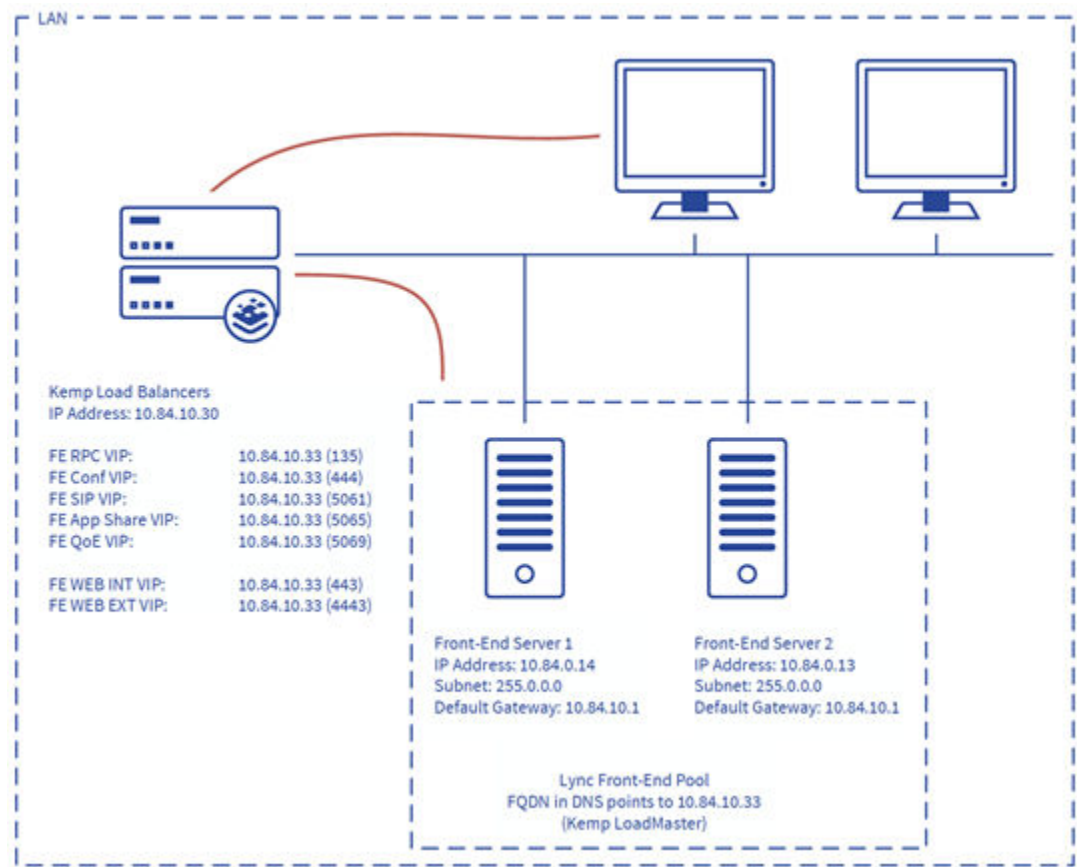 LAN
Kemp Load Balancers
IP Address: 10.84.10.30
FE RPC VIP: 10.84.10.33 (135)
FE Conf VIP: 10.84.10.33 (444)
FE SIP VIP: 10.84.10.33 (5061)
FE App Share VIP: 10.84.10.33 (5065)
FE QoE VIP: 10.84.10.33 (5069)
FE WEB INT VIP: 10.84.10.33 (443)
FE WEB EXT VIP: 10.84.10.33 (4443)
Front-End Server 1
IP Address: 10.84.0.14
Subnet: 255.0.0.0
Default Gateway: 10.84.10.1
Front-End Server 2
IP Address: 10.84.0.13
Subnet: 255.0.0.0
Default Gateway: 10.84.10.1
Lync Front-End Pool
FQDN in DNS points to 10.84.10.33
(Kemp LoadMaster)